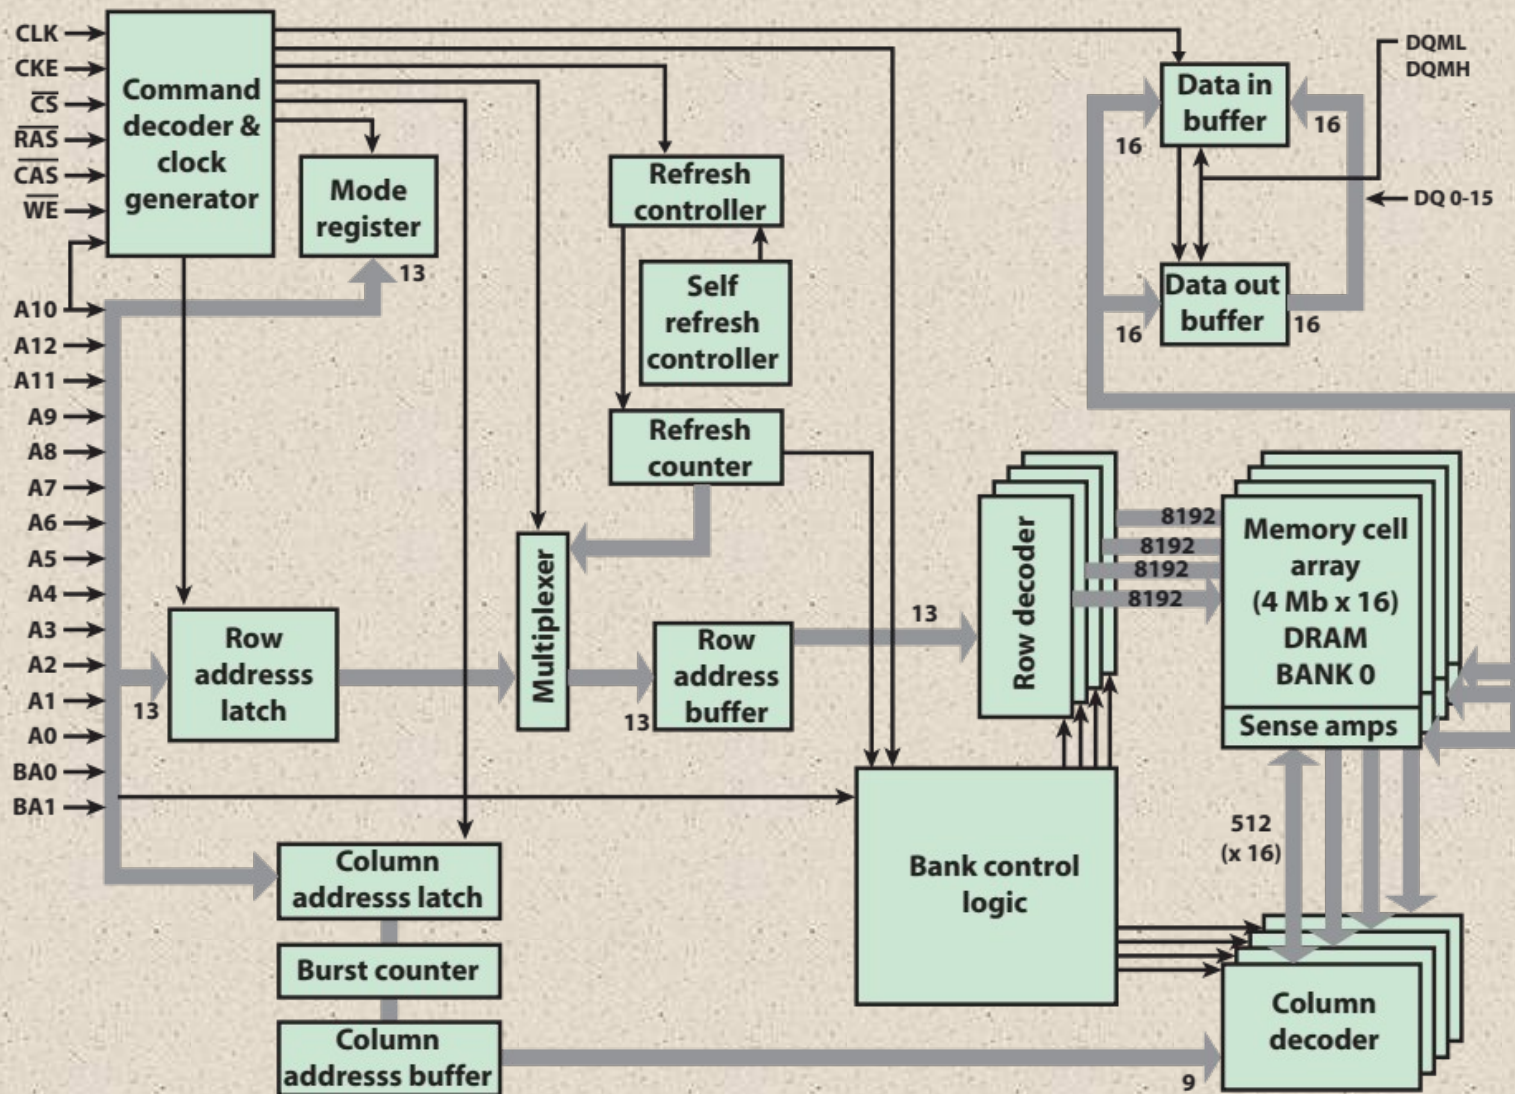 CLK
CKE
C̅S̅
R̅A̅S̅
C̅A̅S̅
W̅E̅
A10
A12
A11
A9
A8
A7
A6
A5
A4
A3
A2
A1
A0
BA0
BA1
Command
decoder &
clock
generator
Mode
register
13
Refresh
controller
Self
refresh
controller
Refresh
counter
Data in
buffer
16
16
DQML
DQMH
DQ 0-15
Data out
buffer
16
16
Row
addresss
latch
13
Multiplexer
Row
address
buffer
13
13
Row decoder
8192
8192
8192
8192
Memory cell
array
(4 Mb x 16)
DRAM
BANK 0
Sense amps
512
(x 16)
Bank control
logic
Column
addresss latch
Burst counter
Column
addresss buffer
9
Column
decoder